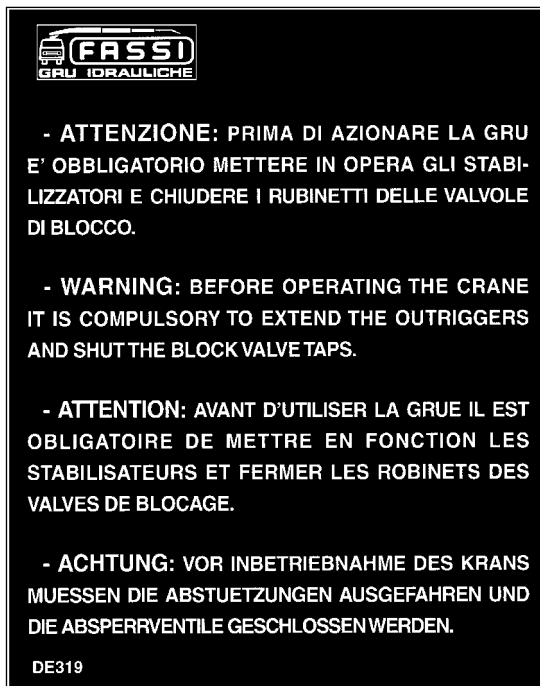 FASSI
GRU IDRAULICHE
- ATTENZIONE: PRIMA DI AZIONARE LA GRU
E' OBBLIGATORIO METTERE IN OPERA GLI STABI-
LIZZATORI E CHIUDERE I RUBINETTI DELLE VALVOLE
DI BLOCCO.
- WARNING: BEFORE OPERATING THE CRANE
IT IS COMPULSORY TO EXTEND THE OUTRIGGERS
AND SHUT THE BLOCK VALVE TAPS.
- ATTENTION: AVANT D'UTILISER LA GRUE IL EST
OBLIGATOIRE DE METTRE EN FONCTION LES
STABILISATEURS ET FERMER LES ROBINETS DES
VALVES DE BLOCAGE.
- ACHTUNG: VOR INBETRIEBNAHME DES KRANS
MUESSEN DIE ABSTUETZUNGEN AUSGEFAHREN UND
DIE ABSPERRVENTILE GESCHLOSSEN WERDEN.
DE319